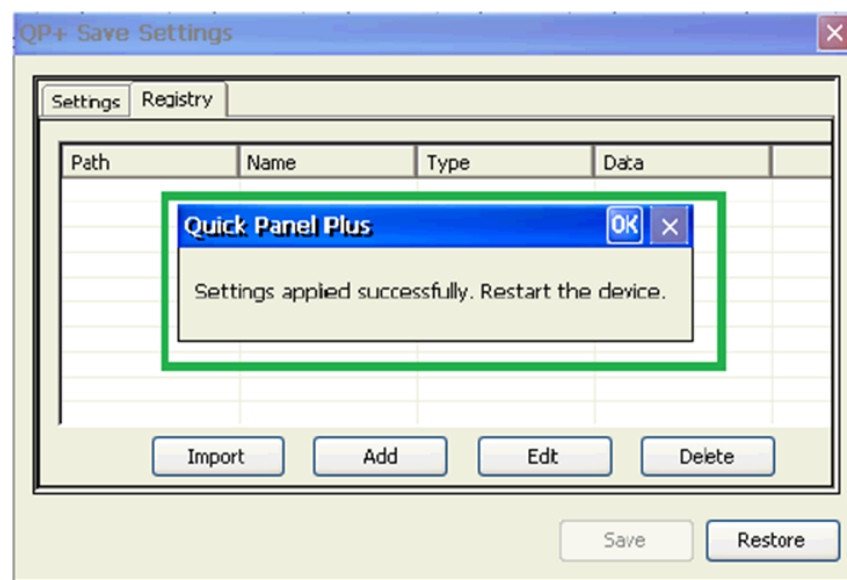 QP+ Save Settings
Settings Registry
Path Name Type Data
Quick Panel Plus OK
Settings applied successfully. Restart the device.
Import Add Edit Delete
Save Restore